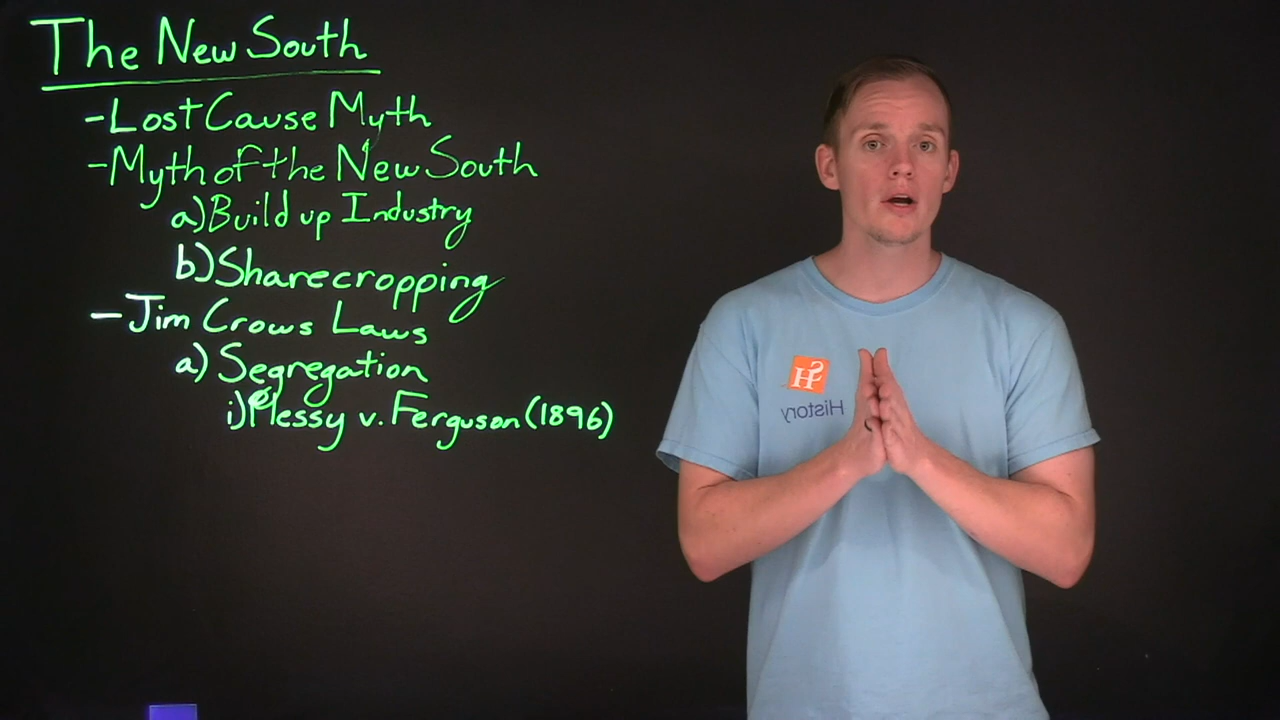 The New South
-Lost Cause Myth
-Myth of the New South
a) Build up Industry
b) Sharecropping
-Jim Crows Laws
a) Segregation
i) Plessy v. Ferguson (1896)
HS
History